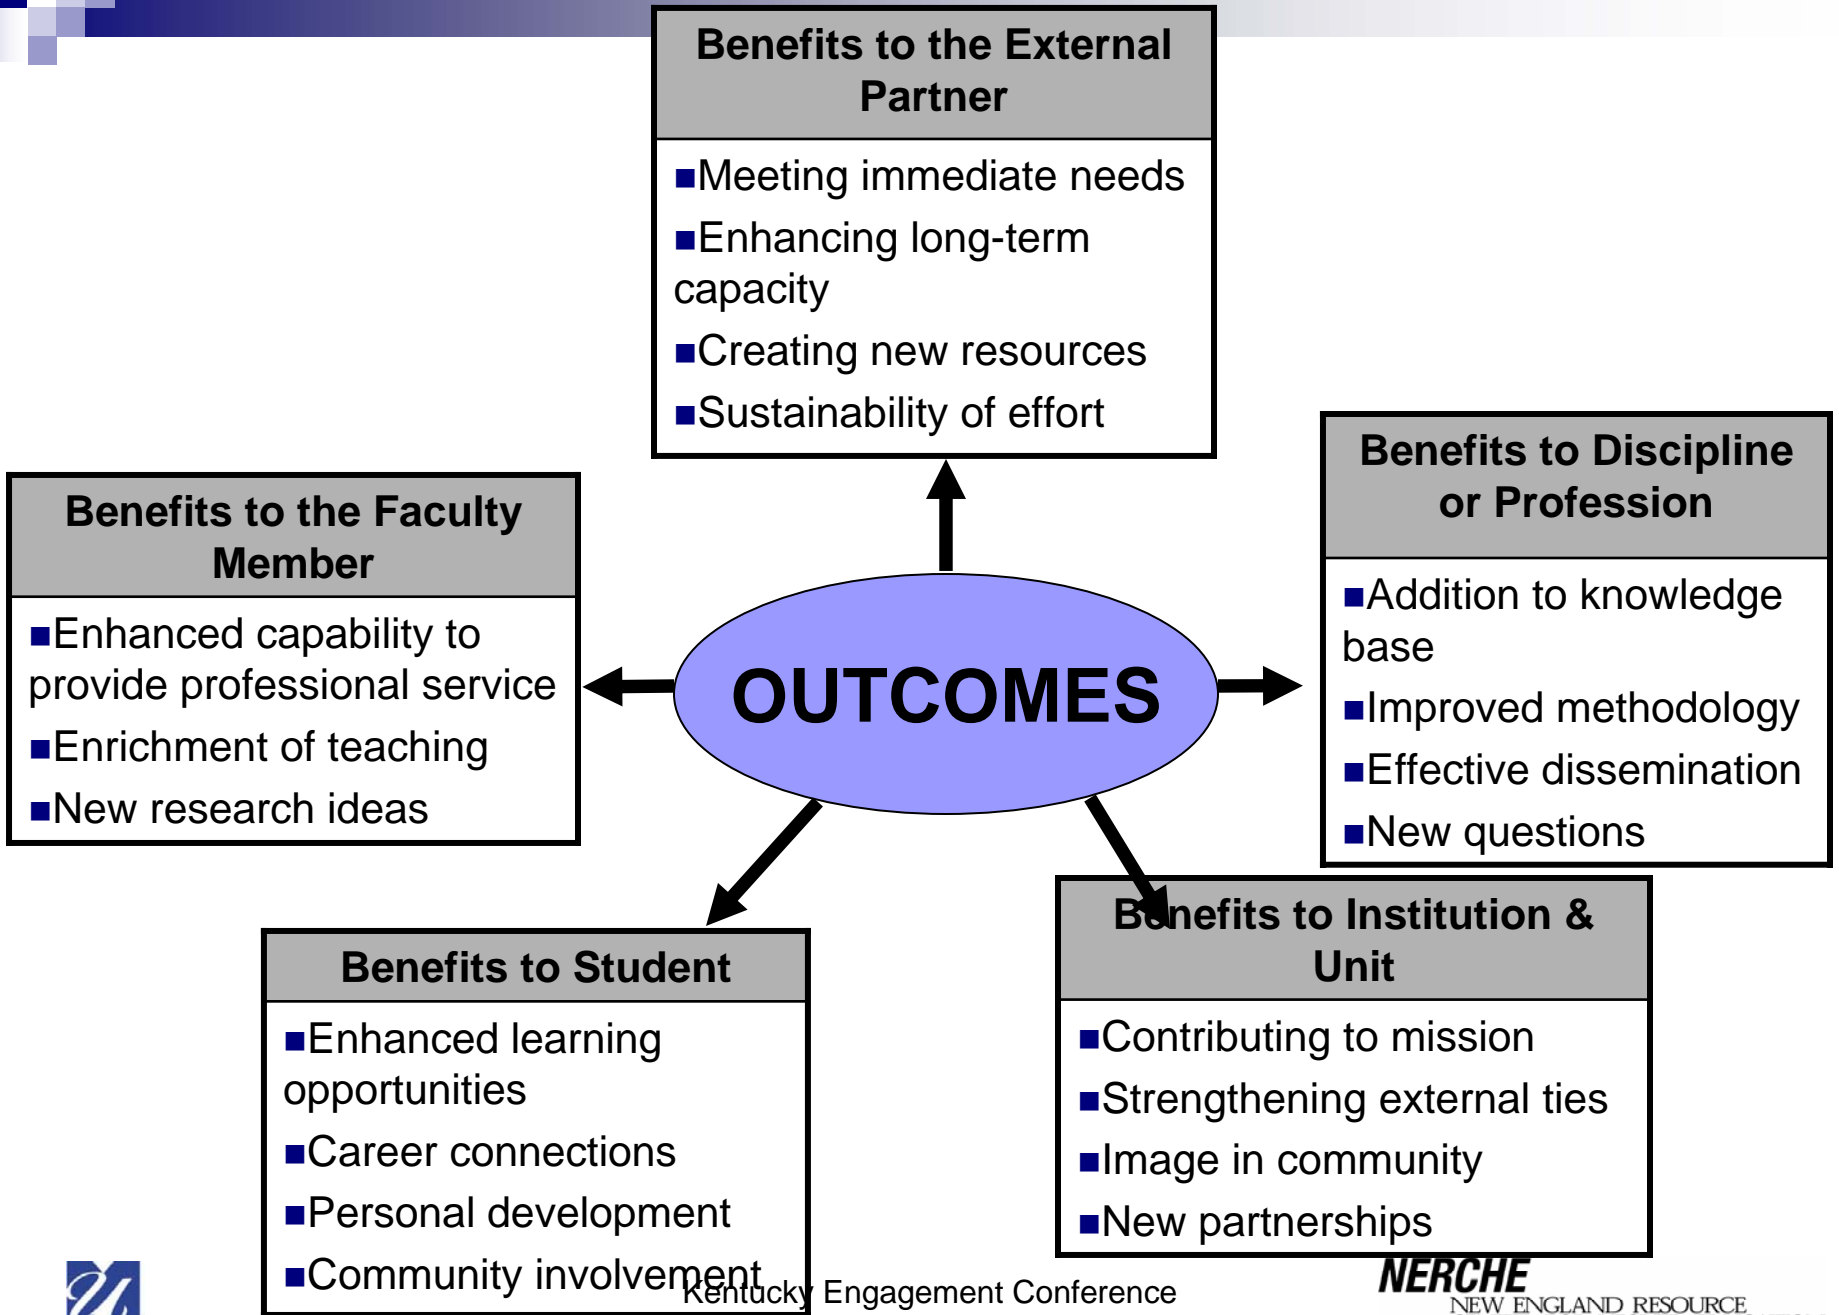 Benefits to the External
Partner
■Meeting immediate needs
■Enhancing long-term
capacity
■Creating new resources
■Sustainability of effort
Benefits to the Faculty
Member
■Enhanced capability to
provide professional service
■Enrichment of teaching
■New research ideas
OUTCOMES
Benefits to Discipline
or Profession
■Addition to knowledge
base
■Improved methodology
■Effective dissemination
■New questions
Benefits to Student
■Enhanced learning
opportunities
■Career connections
■Personal development
■Community involvement
Benefits to Institution &
Unit
■Contributing to mission
■Strengthening external ties
■Image in community
■New partnerships
Kentucky Engagement Conference
NERCHE
NEW ENGLAND RESOURCE